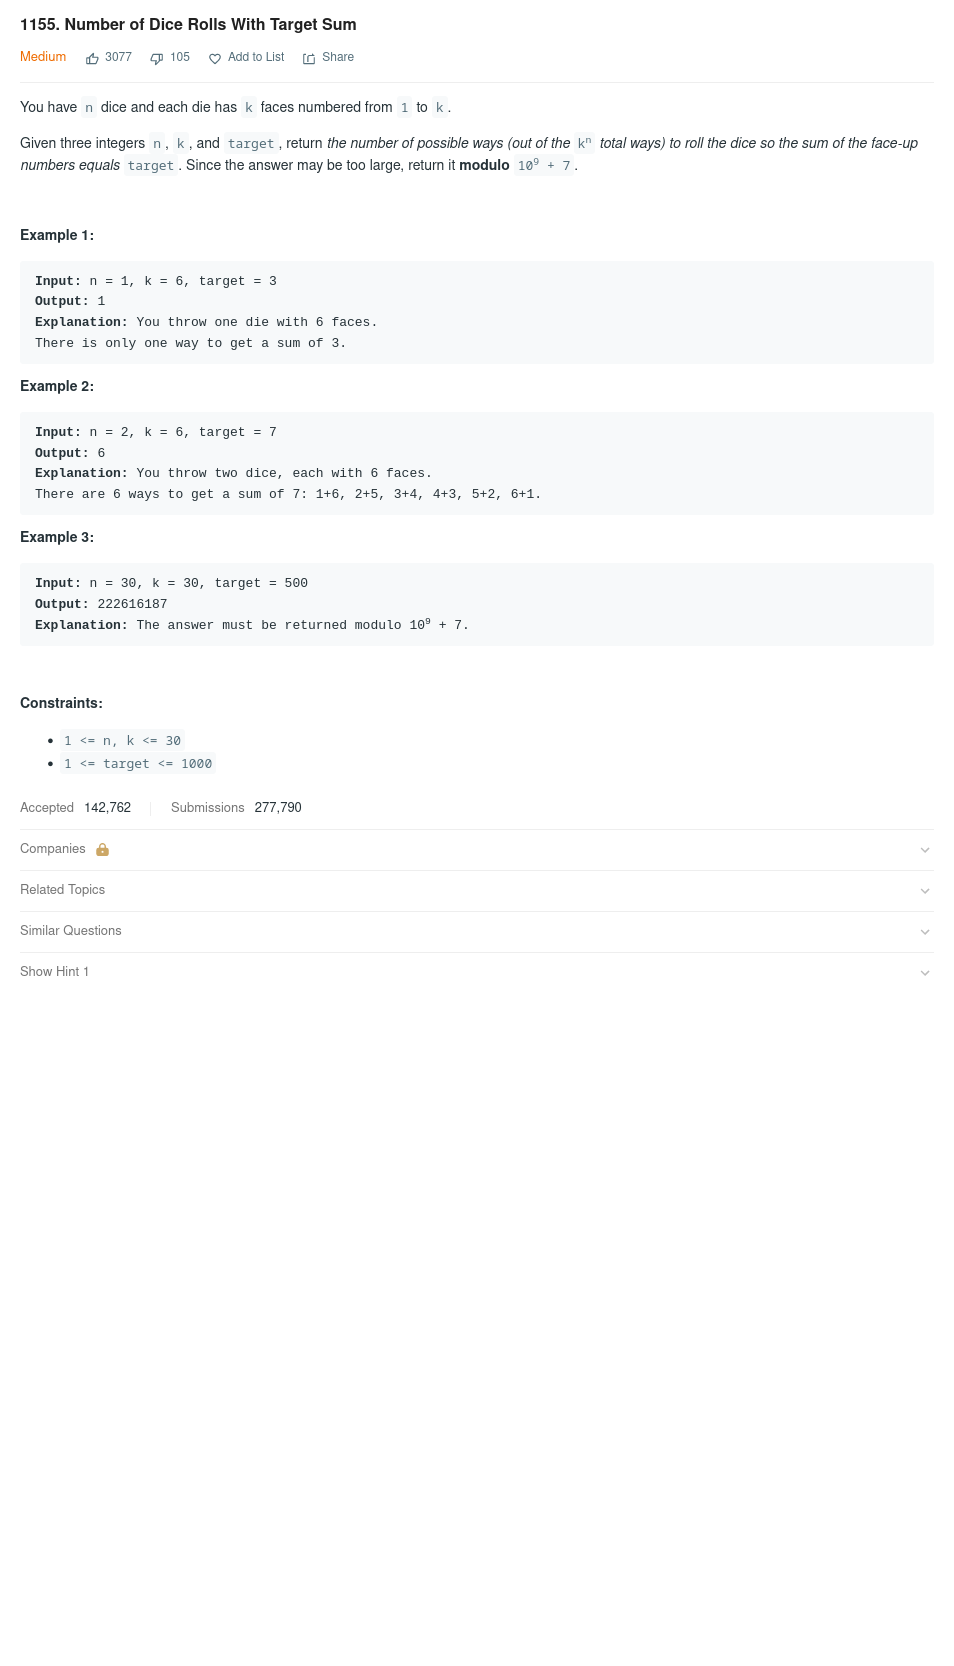 1155. Number of Dice Rolls With Target Sum
Medium 3077 105 Add to List Share
You have n dice and each die has k faces numbered from 1 to k.
Given three integers n, k, and target, return the number of possible ways (out of the kⁿ total ways) to roll the dice so the sum of the face-up
numbers equals target. Since the answer may be too large, return it modulo 10⁹ + 7.
Example 1:
Input: n = 1, k = 6, target = 3
Output: 1
Explanation: You throw one die with 6 faces.
There is only one way to get a sum of 3.
Example 2:
Input: n = 2, k = 6, target = 7
Output: 6
Explanation: You throw two dice, each with 6 faces.
There are 6 ways to get a sum of 7: 1+6, 2+5, 3+4, 4+3, 5+2, 6+1.
Example 3:
Input: n = 30, k = 30, target = 500
Output: 222616187
Explanation: The answer must be returned modulo 10⁹ + 7.
Constraints:
• 1 <= n, k <= 30
• 1 <= target <= 1000
Accepted 142,762 Submissions 277,790
Companies
Related Topics
Similar Questions
Show Hint 1